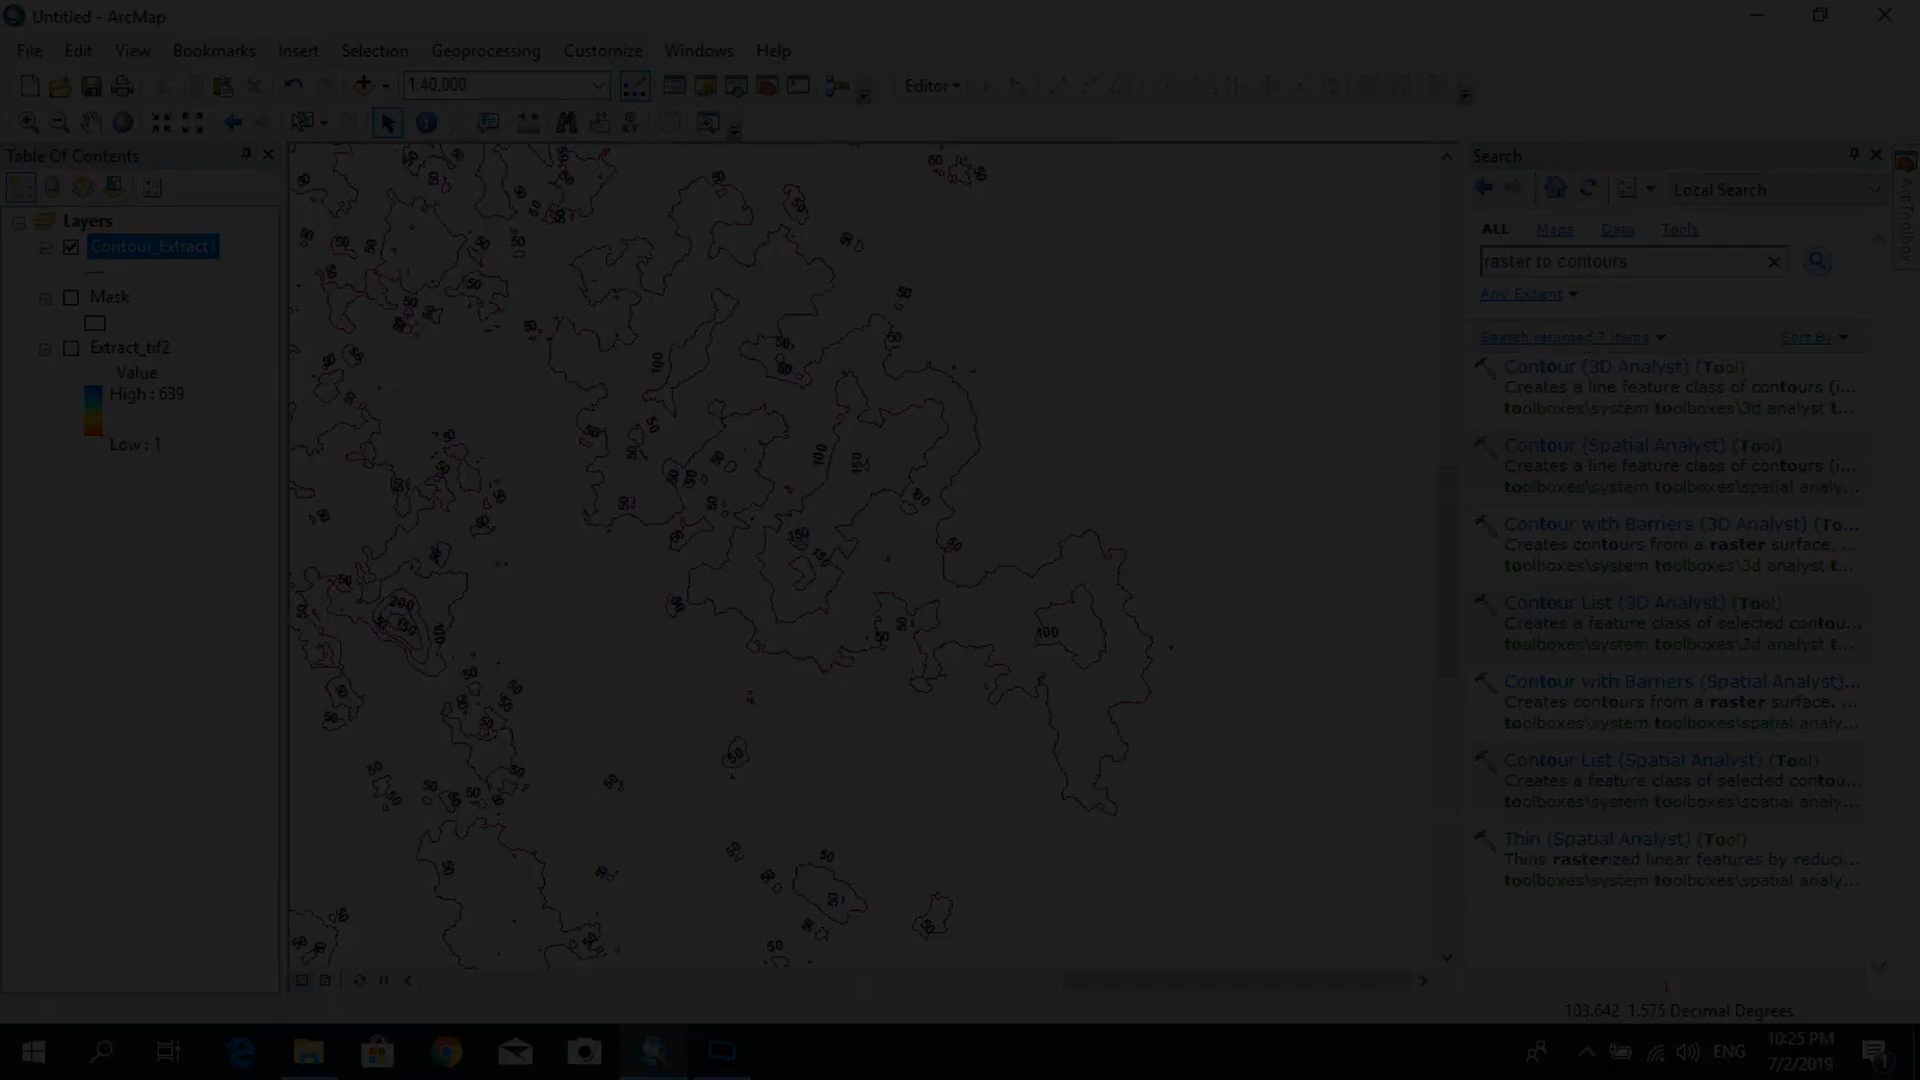 Untitled - ArcMap
File Edit View Bookmarks Insert Selection Geoprocessing Customize Windows Help
1:40,000
Editor
Table Of Contents
Layers
Contour_Extract1
Mask
Extract_tif2
Value
High : 639
Low : 1
50
100
150
200
Search
Local Search
ALL Maps Data Tools
raster to contours
Any Extent
Search returned 7 items Sort By
Contour (3D Analyst) (Tool)
Creates a line feature class of contours (i...
toolboxes\system toolboxes\3d analyst t...
Contour (Spatial Analyst) (Tool)
Creates a line feature class of contours (i...
toolboxes\system toolboxes\spatial analy...
Contour with Barriers (3D Analyst) (To...
Creates contours from a raster surface. ...
toolboxes\system toolboxes\3d analyst t...
Contour List (3D Analyst) (Tool)
Creates a feature class of selected contou...
toolboxes\system toolboxes\3d analyst t...
Contour with Barriers (Spatial Analyst)...
Creates contours from a raster surface. ...
toolboxes\system toolboxes\spatial analy...
Contour List (Spatial Analyst) (Tool)
Creates a feature class of selected contou...
toolboxes\system toolboxes\spatial analy...
Thin (Spatial Analyst) (Tool)
Thins rasterized linear features by reduci...
toolboxes\system toolboxes\spatial analy...
ArcToolbox
1
103.642 1.575 Decimal Degrees
ENG
10:25 PM
7/2/2019